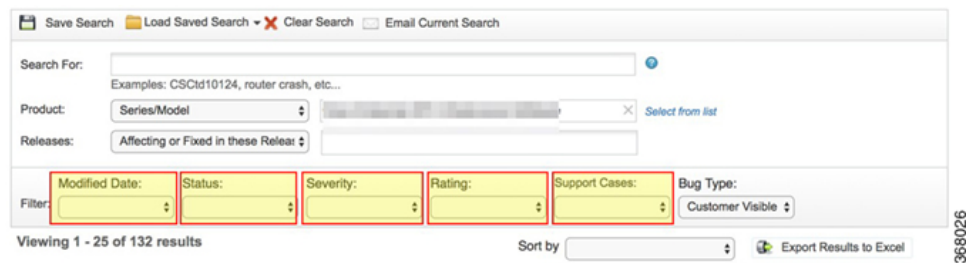 Save Search Load Saved Search Clear Search Email Current Search
Search For:
Examples: CSCtd10124, router crash, etc...
Product: Series/Model Select from list
Releases: Affecting or Fixed in these Releas
Modified Date: Status: Severity: Rating: Support Cases: Bug Type:
Filter: Customer Visible
Viewing 1 - 25 of 132 results Sort by Export Results to Excel
368026